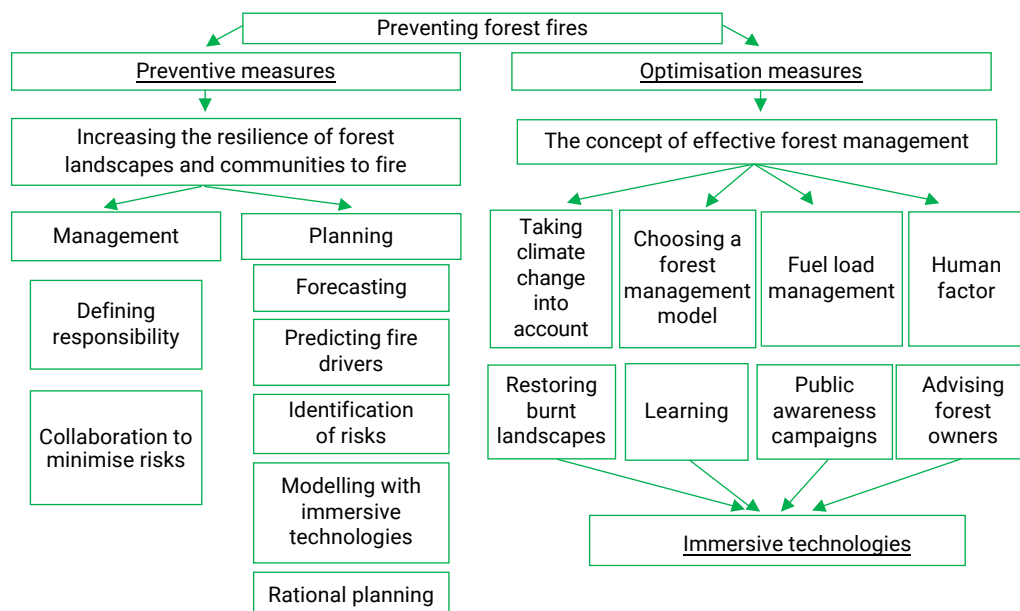 Preventing forest fires
Preventive measures
Optimisation measures
Increasing the resilience of forest
landscapes and communities to fire
The concept of effective forest management
Management
Planning
Forecasting
Defining
responsibility
Predicting fire
drivers
Collaboration to
minimise risks
Identification
of risks
Modelling with
immersive
technologies
Rational planning
Taking
climate
change
into
account
Choosing a
forest
management
model
Fuel load
management
Human
factor
Restoring
burnt
landscapes
Learning
Public
awareness
campaigns
Advising
forest
owners
Immersive technologies